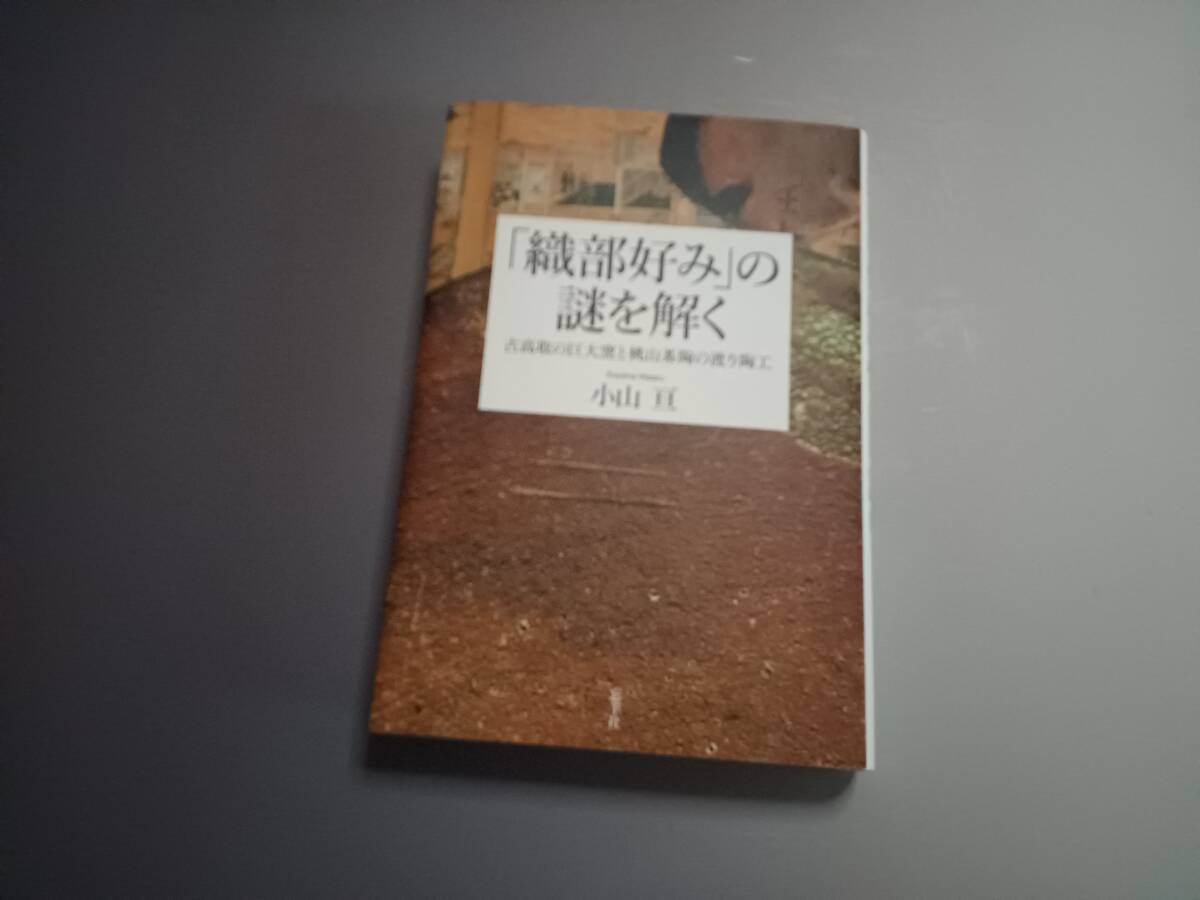 「織部好み」の
謎を解く
古高取の巨大窯と桃山茶陶の渡り陶工
小山 亘